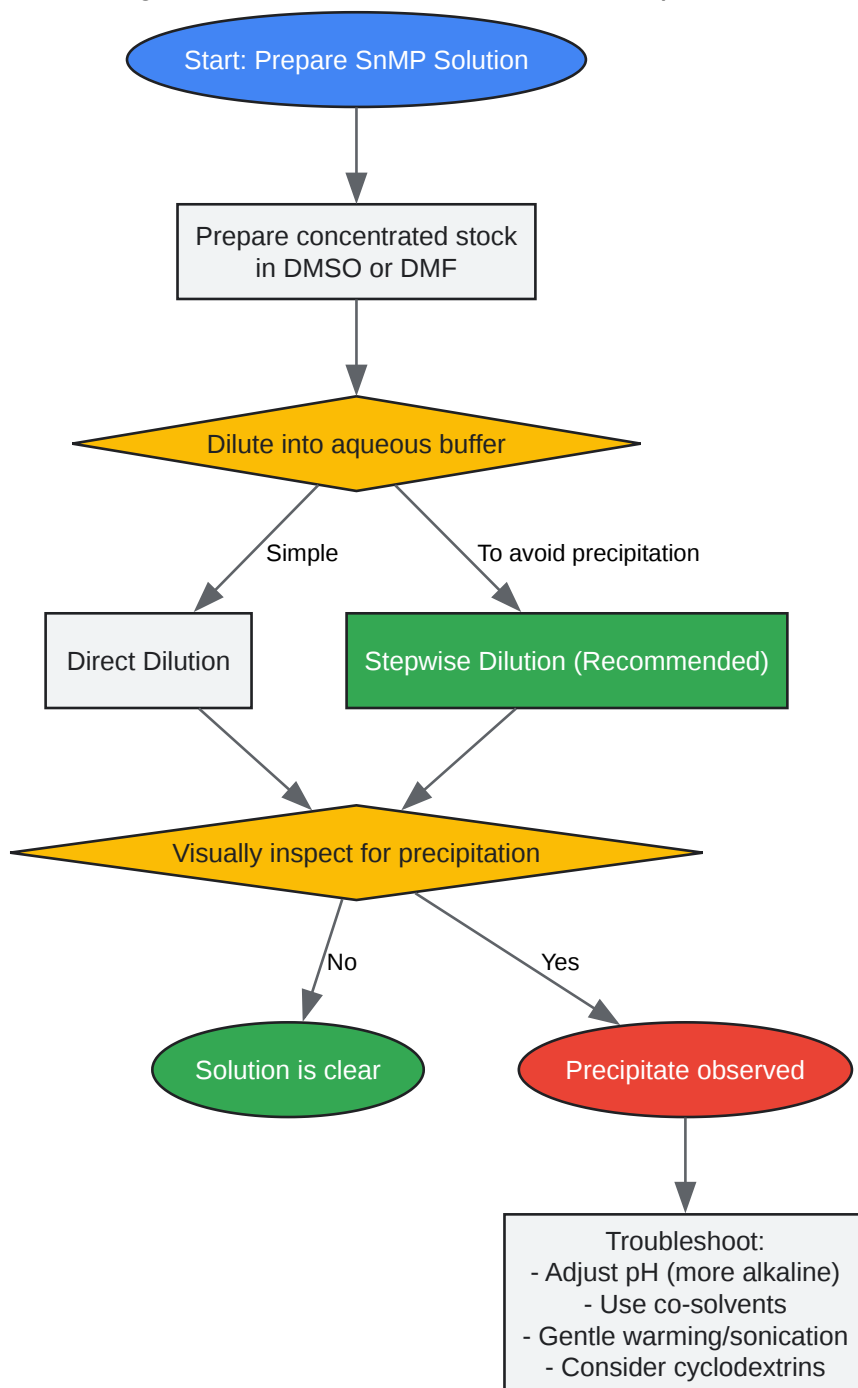 Start: Prepare SnMP Solution
Prepare concentrated stock
in DMSO or DMF
Dilute into aqueous buffer
Simple
To avoid precipitation
Direct Dilution
Stepwise Dilution (Recommended)
Visually inspect for precipitation
No
Yes
Solution is clear
Precipitate observed
Troubleshoot:
- Adjust pH (more alkaline)
- Use co-solvents
- Gentle warming/sonication
- Consider cyclodextrins